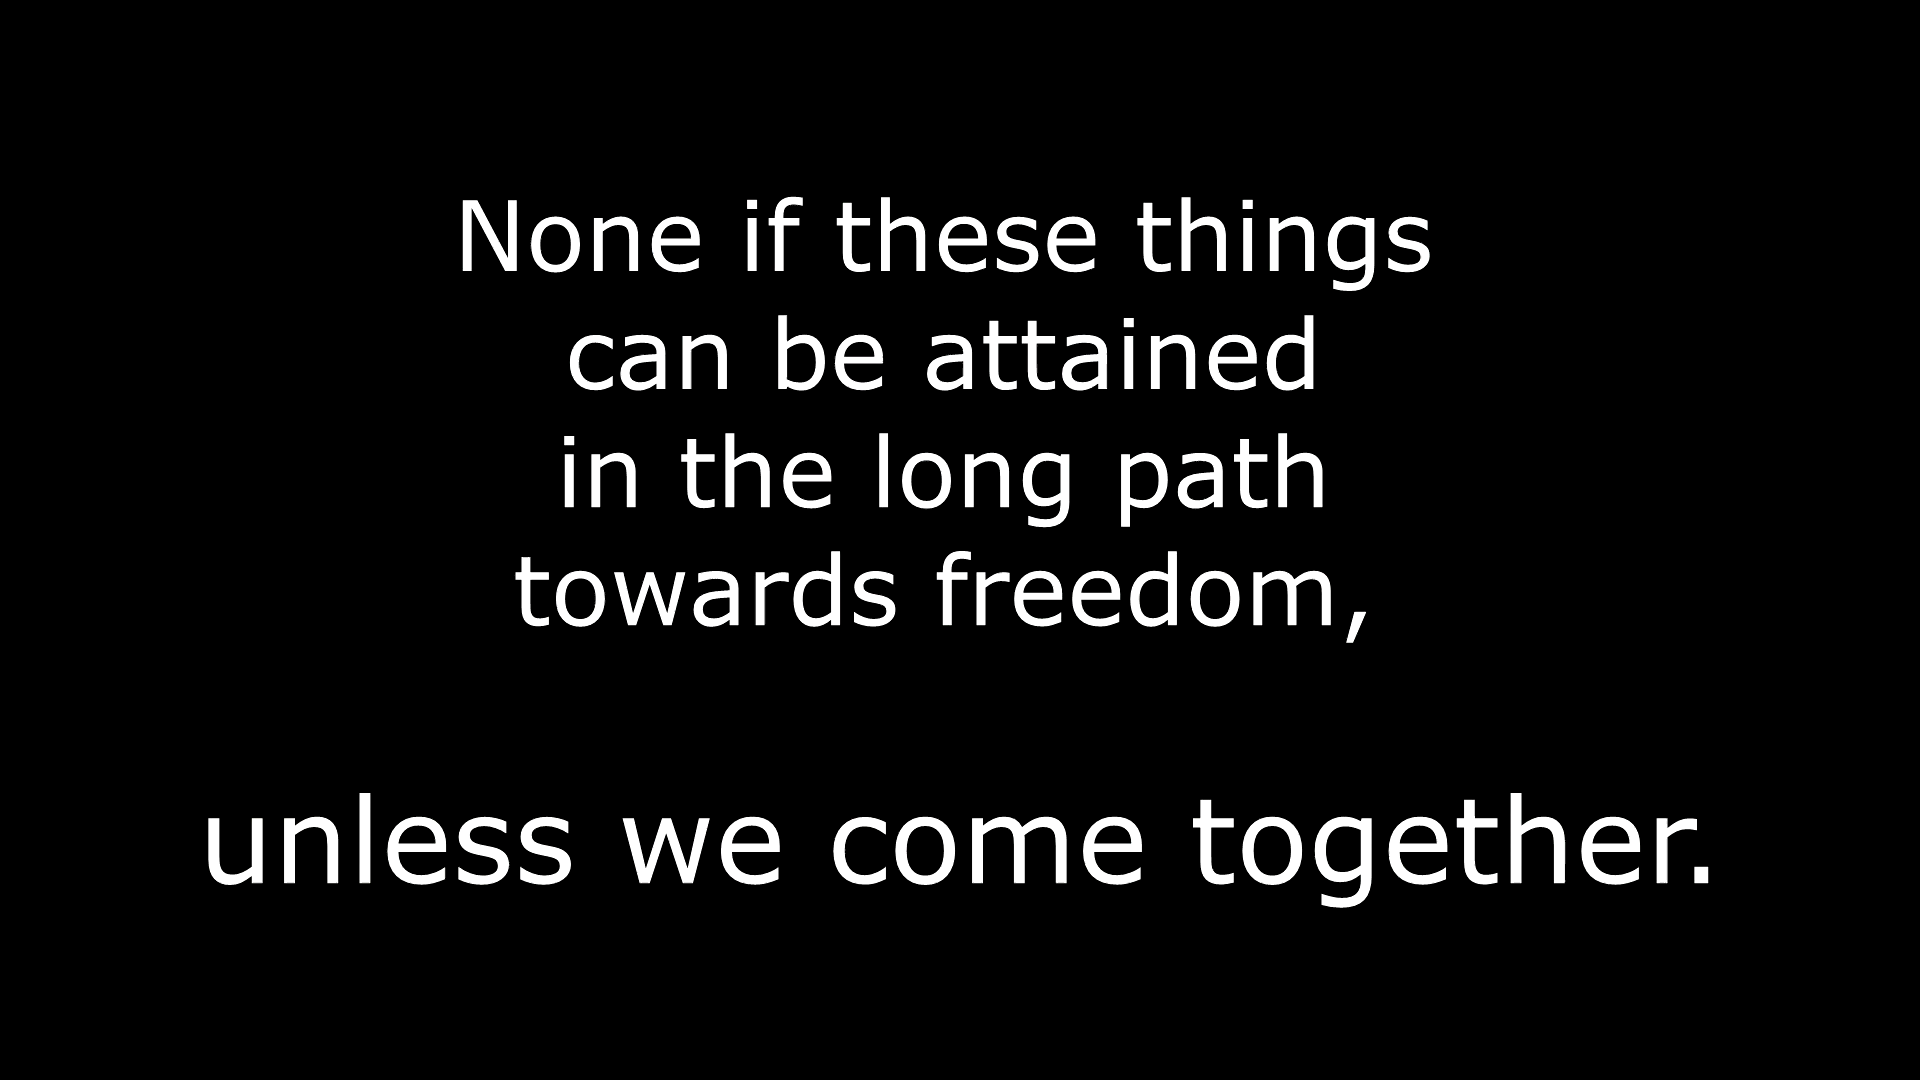 None if these things
can be attained
in the long path
towards freedom,
unless we come together.